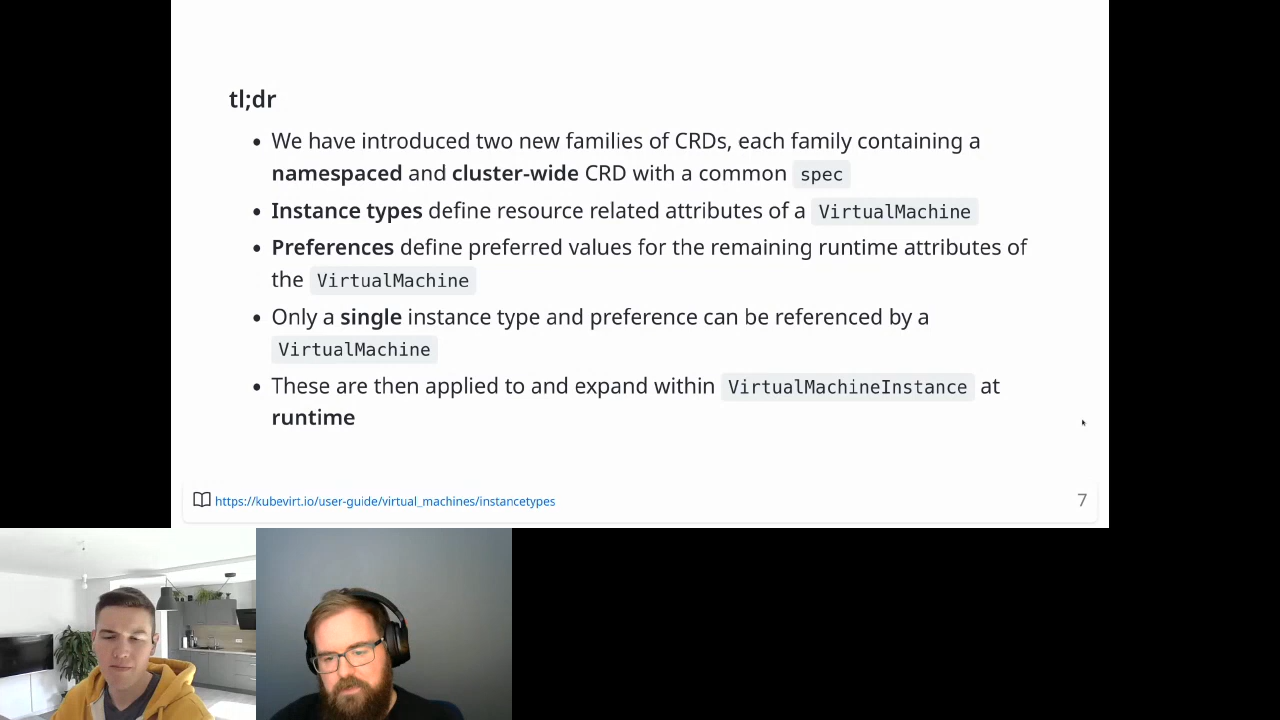 tl;dr
We have introduced two new families of CRDs, each family containing a
namespaced and cluster-wide CRD with a common spec
Instance types define resource related attributes of a VirtualMachine
Preferences define preferred values for the remaining runtime attributes of
the VirtualMachine
Only a single instance type and preference can be referenced by a
VirtualMachine
These are then applied to and expand within VirtualMachineInstance at
runtime
https://kubevirt.io/user-guide/virtual_machines/instancetypes
7